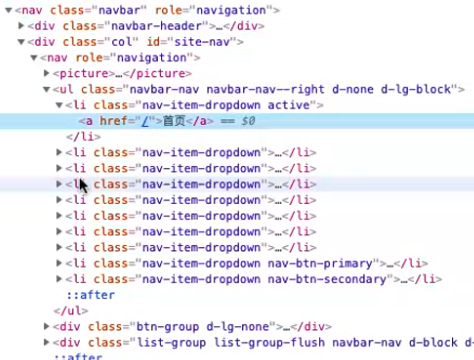 ▼<nav class="navbar" role="navigation">
▶<div class="navbar-header">…</div>
▼<div class="col" id="site-nav">
▼<nav role="navigation">
▶<picture>…</picture>
▼<ul class="navbar-nav navbar-nav--right d-none d-lg-block">
▼<li class="nav-item-dropdown active">
<a href="/">首页</a> == $0
</li>
▶<li class="nav-item-dropdown">…</li>
▶<li class="nav-item-dropdown">…</li>
▶<li class="nav-item-dropdown">…</li>
▶<li class="nav-item-dropdown">…</li>
▶<li class="nav-item-dropdown">…</li>
▶<li class="nav-item-dropdown">…</li>
▶<li class="nav-item-dropdown">…</li>
▶<li class="nav-item-dropdown nav-btn-primary">…</li>
▶<li class="nav-item-dropdown nav-btn-secondary">…</li>
::after
</ul>
▶<div class="btn-group d-lg-none">…</div>
▶<div class="list-group list-group-flush navbar-nav d-block
::after